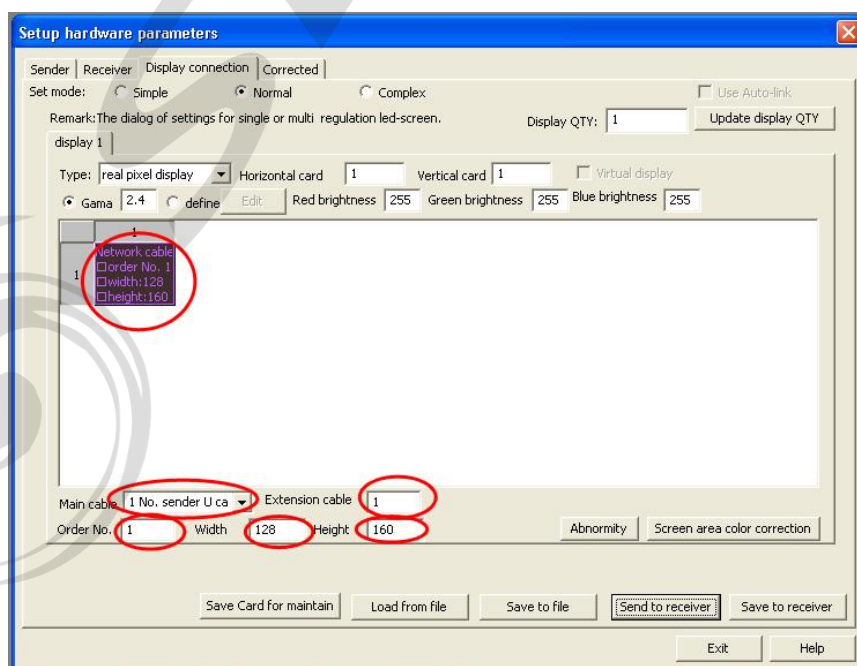 Setup hardware parameters
Sender Receiver Display connection Corrected
Set mode: Simple Normal Complex Use Auto-link
Remark:The dialog of settings for single or multi regulation led-screen. Display QTY: 1 Update display QTY
display 1
Type: real pixel display Horizontal card 1 Vertical card 1 Virtual display
Gama 2.4 define Edit Red brightness 255 Green brightness 255 Blue brightness 255
1
Network cable
1 order No. 1
width:128
height:160
Main cable 1 No. sender U ca Extension cable 1
Order No. 1 Width 128 Height 160 Abnormity Screen area color correction
Save Card for maintain Load from file Save to file Send to receiver Save to receiver
Exit Help